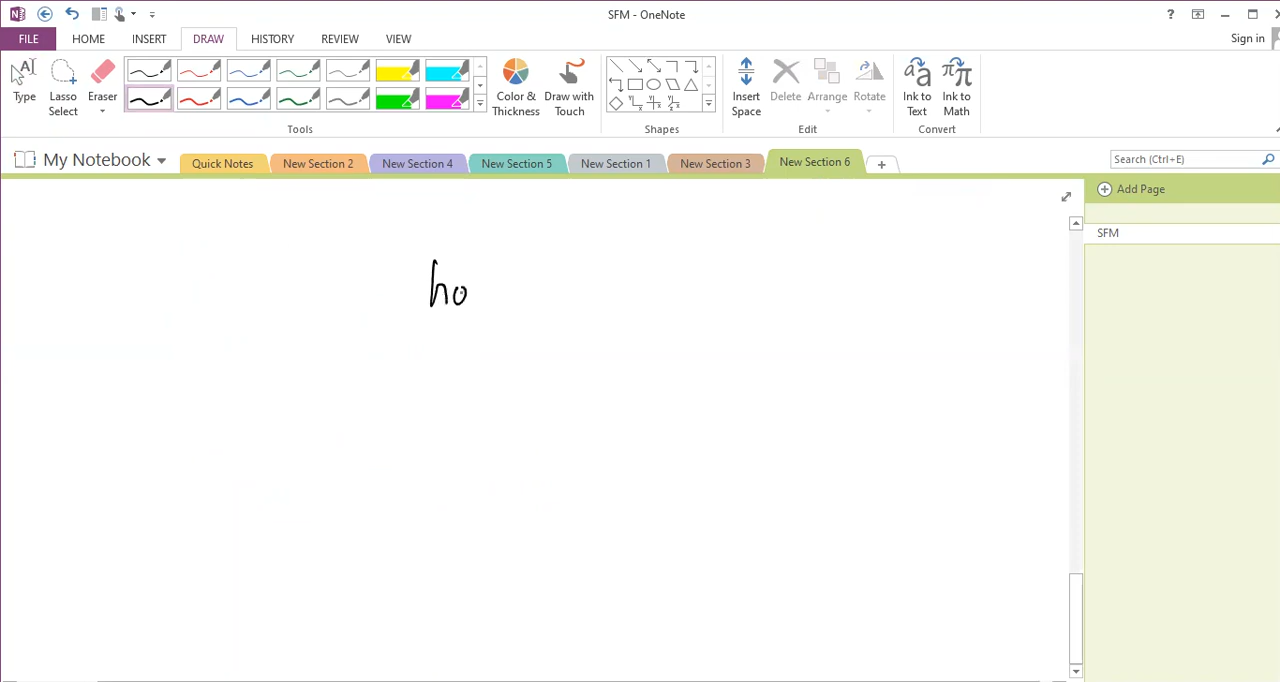 SFM - OneNote
?
FILE HOME INSERT DRAW HISTORY REVIEW VIEW
Sign in
Type
Lasso Select
Eraser
Color & Thickness
Draw with Touch
Insert Space
Delete
Arrange
Rotate
Ink to Text
Ink to Math
Tools
Shapes
Edit
Convert
My Notebook
Quick Notes
New Section 2
New Section 4
New Section 5
New Section 1
New Section 3
New Section 6
Search (Ctrl+E)
Add Page
SFM
ho